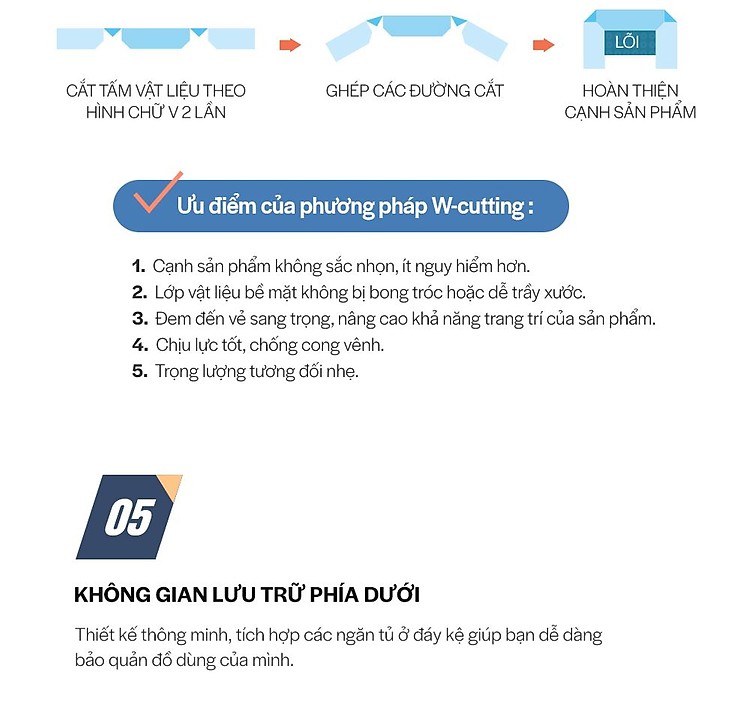 LÕI
CẮT TẤM VẬT LIỆU THEO
HÌNH CHỮ V 2 LẦN
GHÉP CÁC ĐƯỜNG CẮT
HOÀN THIỆN
CẠNH SẢN PHẨM
Ưu điểm của phương pháp W-cutting :
1. Cạnh sản phẩm không sắc nhọn, ít nguy hiểm hơn.
2. Lớp vật liệu bề mặt không bị bong tróc hoặc dễ trầy xước.
3. Đem đến vẻ sang trọng, nâng cao khả năng trang trí của sản phẩm.
4. Chịu lực tốt, chống cong vênh.
5. Trọng lượng tương đối nhẹ.
05
KHÔNG GIAN LƯU TRỮ PHÍA DƯỚI
Thiết kế thông minh, tích hợp các ngăn tủ ở đáy kệ giúp bạn dễ dàng
bảo quản đồ dùng của mình.